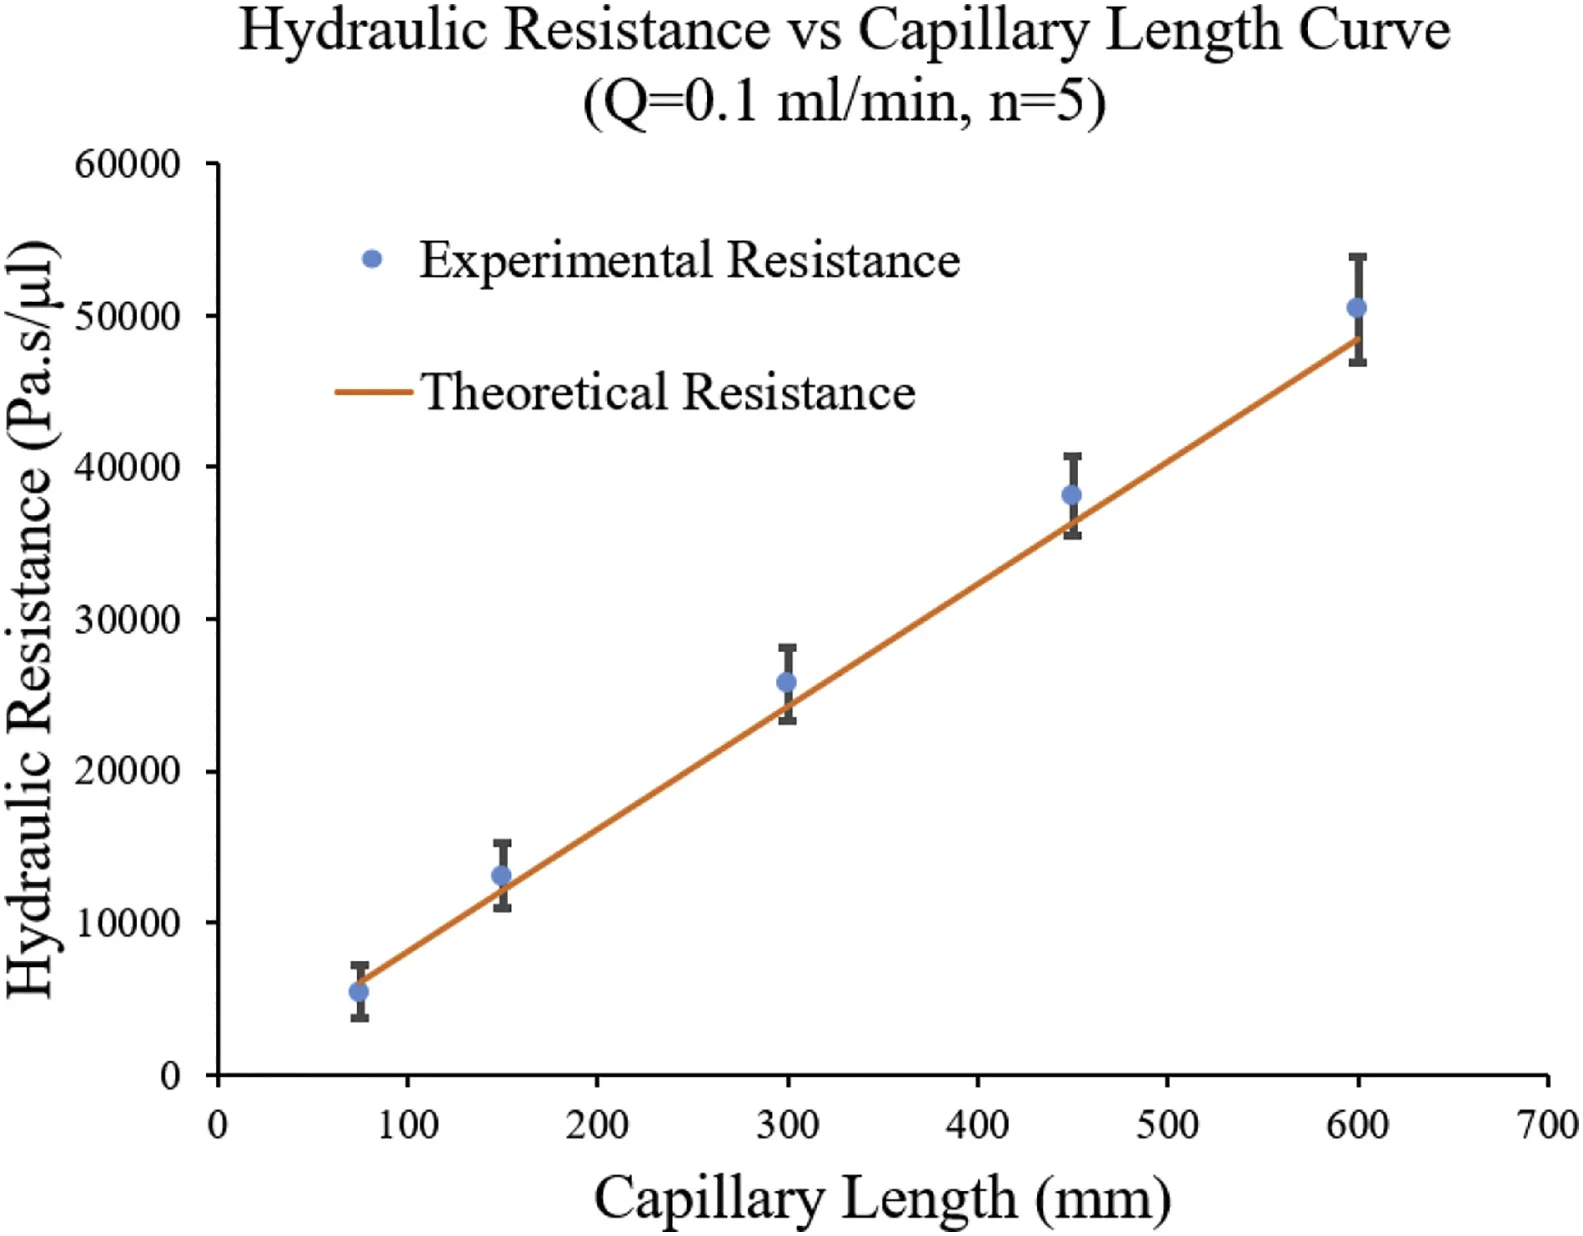 Hydraulic Resistance vs Capillary Length Curve
(Q=0.1 ml/min, n=5)
Hydraulic Resistance (Pa.s/µl)
60000
50000
40000
30000
20000
10000
0
Experimental Resistance
Theoretical Resistance
0 100 200 300 400 500 600 700
Capillary Length (mm)